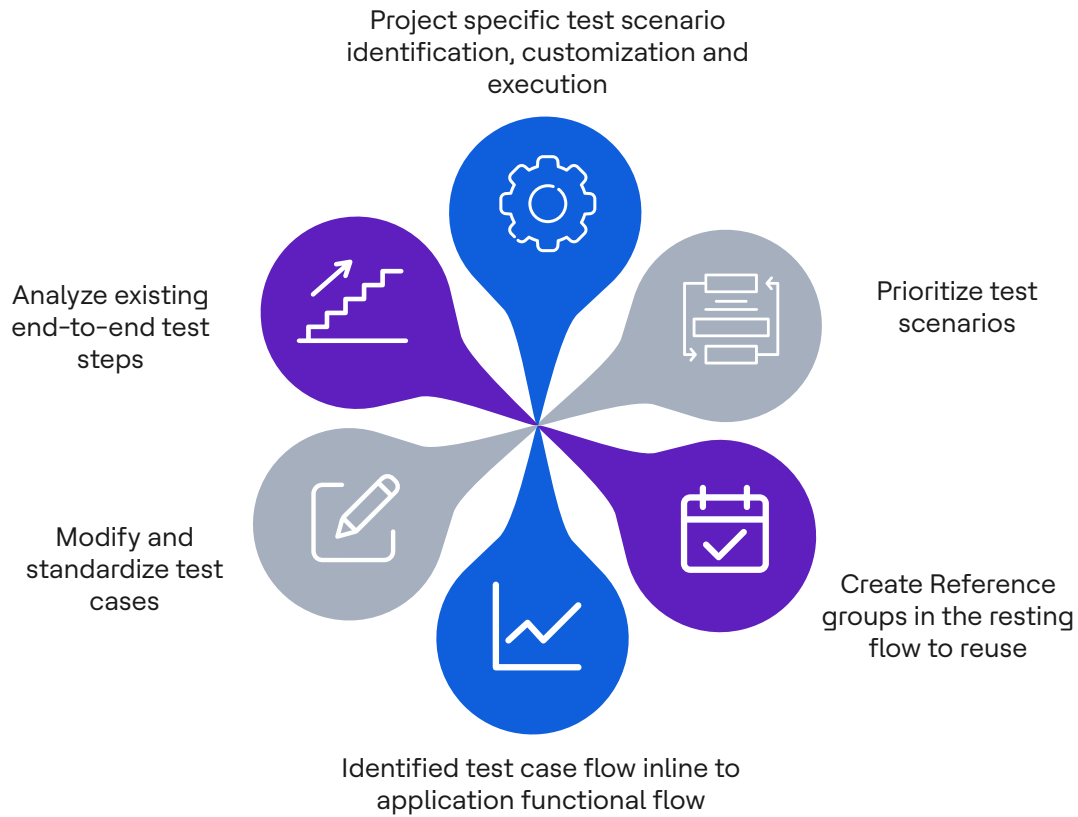 Project specific test scenario
identification, customization and
execution
Analyze existing
end-to-end test
steps
Prioritize test
scenarios
Modify and
standardize test
cases
Create Reference
groups in the resting
flow to reuse
Identified test case flow inline to
application functional flow